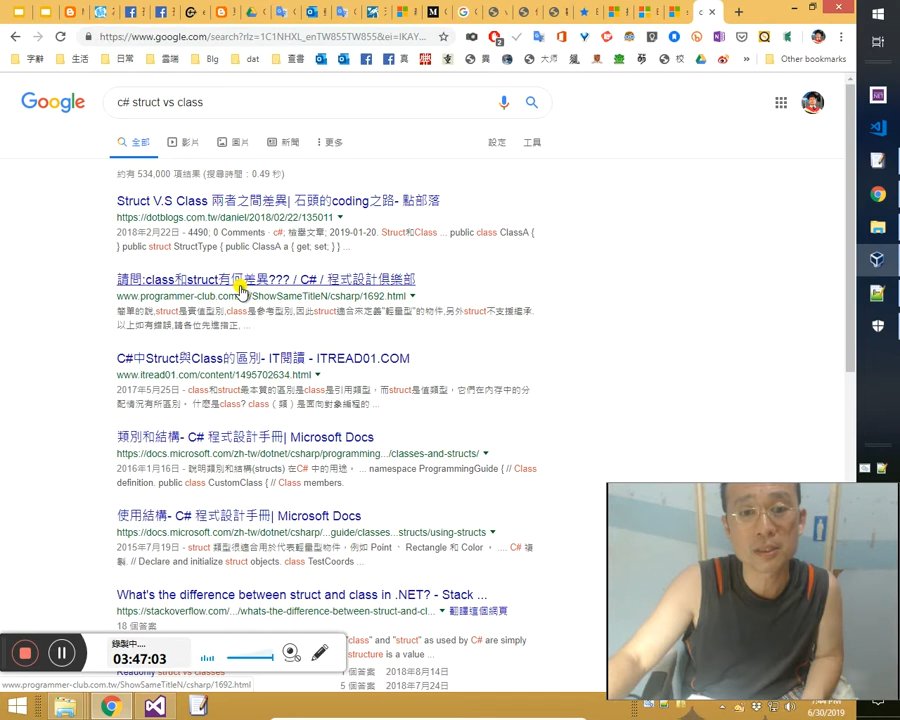 https://www.google.com/search?rlz=1C1NHXL_enTW855TW855&ei=IKAY...
字辭 生活 日常 雲端 Blg dat 查書 真 大師 校 Other bookmarks
Google
c# struct vs class
全部 影片 圖片 新聞 更多 設定 工具
約有 534,000 項結果 (搜尋時間：0.49 秒)
Struct V.S Class 兩者之間差異| 石頭的coding之路- 點部落
https://dotblogs.com.tw/daniel/2018/02/22/135011
2018年2月22日 - 4490; 0 Comments · c#; 檢舉文章; 2019-01-20. Struct和Class ... public class ClassA {
} public struct StructType { public ClassA a { get; set; } } ...
請問:class和struct有何差異??? / C# / 程式設計俱樂部
www.programmer-club.com /ShowSameTitleN/csharp/1692.html
簡單的說,struct是實值型別,class是參考型別,因此struct適合來定義"輕量型"的物件,另外struct不支援繼承.
以上如有錯誤,請各位先進指正, ...
C#中Struct與Class的區別- IT閱讀 - ITREAD01.COM
www.itread01.com/content/1495702634.html
2017年5月25日 - class和struct最本質的區別是class是引用類型，而struct是值類型，它們在內存中的分
配情況有所區別。 什麼是class? class（類）是面向對象編程的 ...
類別和結構- C# 程式設計手冊| Microsoft Docs
https://docs.microsoft.com/zh-tw/dotnet/csharp/programming.../classes-and-structs/
2016年1月16日 - 說明類別和結構(structs) 在C# 中的用途。 ... namespace ProgrammingGuide { // Class
definition. public class CustomClass { // Class members.
使用結構- C# 程式設計手冊| Microsoft Docs
https://docs.microsoft.com/zh-tw/dotnet/csharp...guide/classes...structs/using-structs
2015年7月19日 - struct 類型很適合用於代表輕量型物件，例如 Point ， Rectangle 和 Color 。 ... C# 複
製. // Declare and initialize struct objects. class TestCoords ...
What's the difference between struct and class in .NET? - Stack ...
https://stackoverflow.com/.../whats-the-difference-between-struct-and-cl... 翻譯這個網頁
18 個答案
"class" and "struct" as used by C# are simply
structure is a value ...
錄製中....
03:47:03
Readonly struct vs classes 1 個答案 2018年8月14日
5 個答案 2018年7月24日
www.programmer-club.com.tw/ShowSameTitleN/csharp/1692.html
6/30/2019